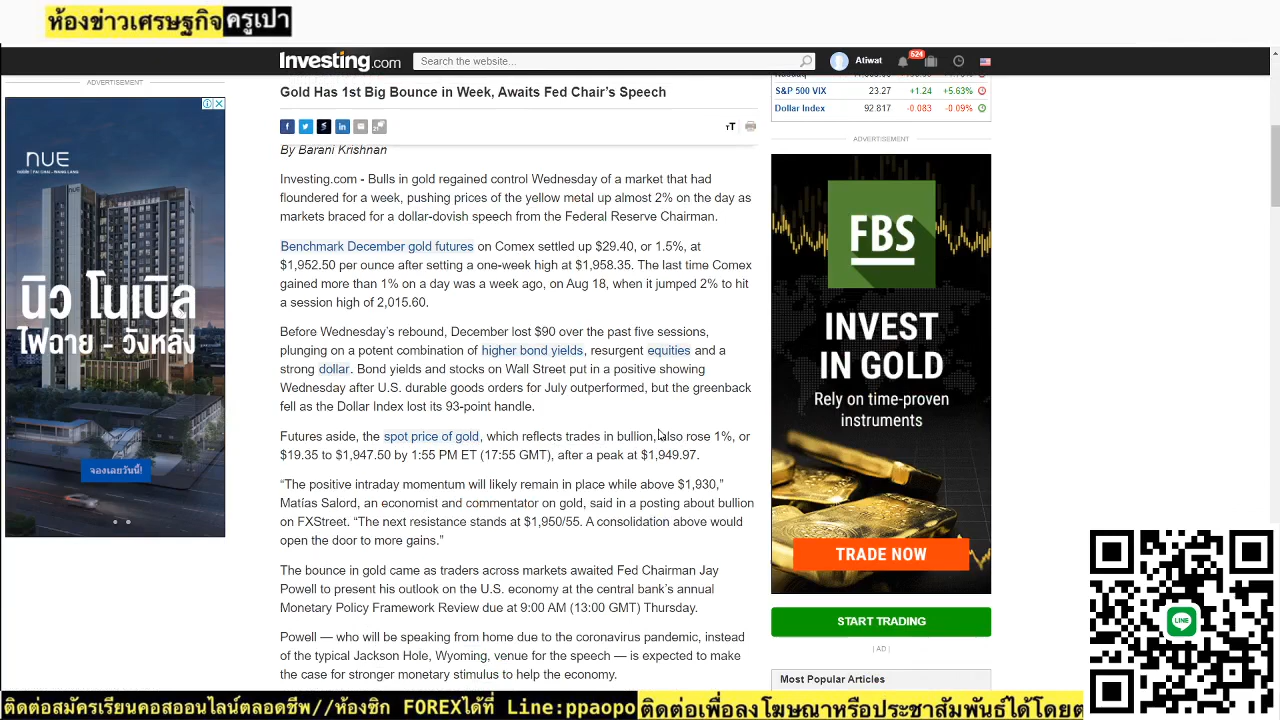 ห้องข่าวเศรษฐกิจครูเปา
Investing.com
Search the website...
Atiwat
524
ADVERTISEMENT
nue
PAI CHAI - WANG LANG
นิว โนเบิล
ไฟฉาย - วังหลัง
จองเลยวันนี้!
Gold Has 1st Big Bounce in Week, Awaits Fed Chair's Speech
тT
By Barani Krishnan
Investing.com - Bulls in gold regained control Wednesday of a market that had
floundered for a week, pushing prices of the yellow metal up almost 2% on the day as
markets braced for a dollar-dovish speech from the Federal Reserve Chairman.
Benchmark December gold futures on Comex settled up $29.40, or 1.5%, at
$1,952.50 per ounce after setting a one-week high at $1,958.35. The last time Comex
gained more than 1% on a day was a week ago, on Aug 18, when it jumped 2% to hit
a session high of 2,015.60.
Before Wednesday's rebound, December lost $90 over the past five sessions,
plunging on a potent combination of higher bond yields, resurgent equities and a
strong dollar. Bond yields and stocks on Wall Street put in a positive showing
Wednesday after U.S. durable goods orders for July outperformed, but the greenback
fell as the Dollar Index lost its 93-point handle.
Futures aside, the spot price of gold, which reflects trades in bullion, also rose 1%, or
$19.35 to $1,947.50 by 1:55 PM ET (17:55 GMT), after a peak at $1,949.97.
“The positive intraday momentum will likely remain in place while above $1,930,”
Matías Salord, an economist and commentator on gold, said in a posting about bullion
on FXStreet. “The next resistance stands at $1,950/55. A consolidation above would
open the door to more gains.”
The bounce in gold came as traders across markets awaited Fed Chairman Jay
Powell to present his outlook on the U.S. economy at the central bank's annual
Monetary Policy Framework Review due at 9:00 AM (13:00 GMT) Thursday.
Powell — who will be speaking from home due to the coronavirus pandemic, instead
of the typical Jackson Hole, Wyoming, venue for the speech — is expected to make
the case for stronger monetary stimulus to help the economy.
S&P 500 VIX 23.27 +1.24 +5.63%
Dollar Index 92.817 -0.083 -0.09%
ADVERTISEMENT
FBS
INVEST
IN GOLD
Rely on time-proven
instruments
TRADE NOW
START TRADING
| AD |
Most Popular Articles
LINE
ติดต่อสมัครเรียนคอสออนไลน์ตลอดชีพ//ห้องซิก FOREXได้ที่ Line:ppaopo
ติดต่อเพื่อลงโฆษณาหรือประชาสัมพันธ์ได้โดยต